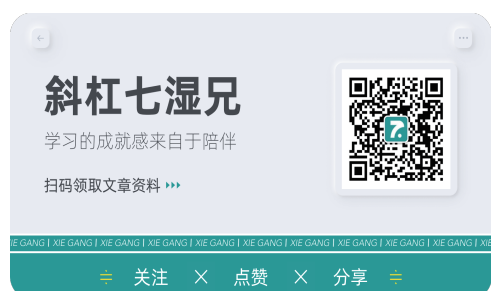 斜杠七湿兄
学习的成就感来自于陪伴
扫码领取文章资料
XIE GANG | XIE GANG | XIE GANG | XIE GANG | XIE GANG | XIE GANG | XIE GANG | XIE GANG | XIE GANG | XIE GANG | XIE
关注 × 点赞 × 分享